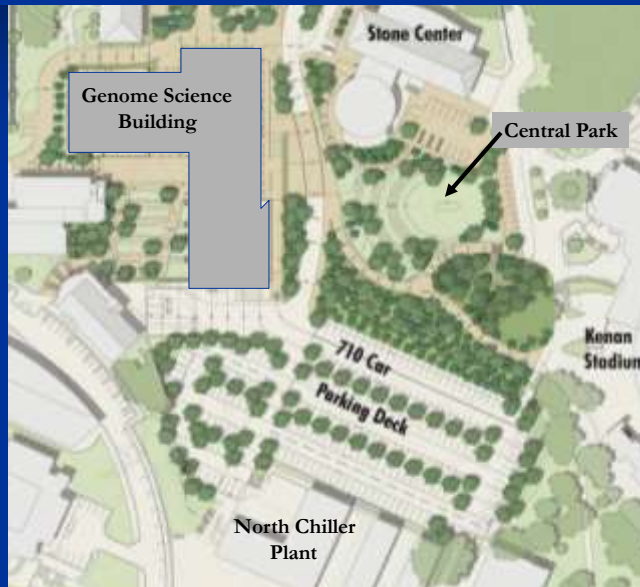 Stone Center
Genome Science
Building
Central Park
Kenan
Stadium
710 Car
Parking Deck
North Chiller
Plant